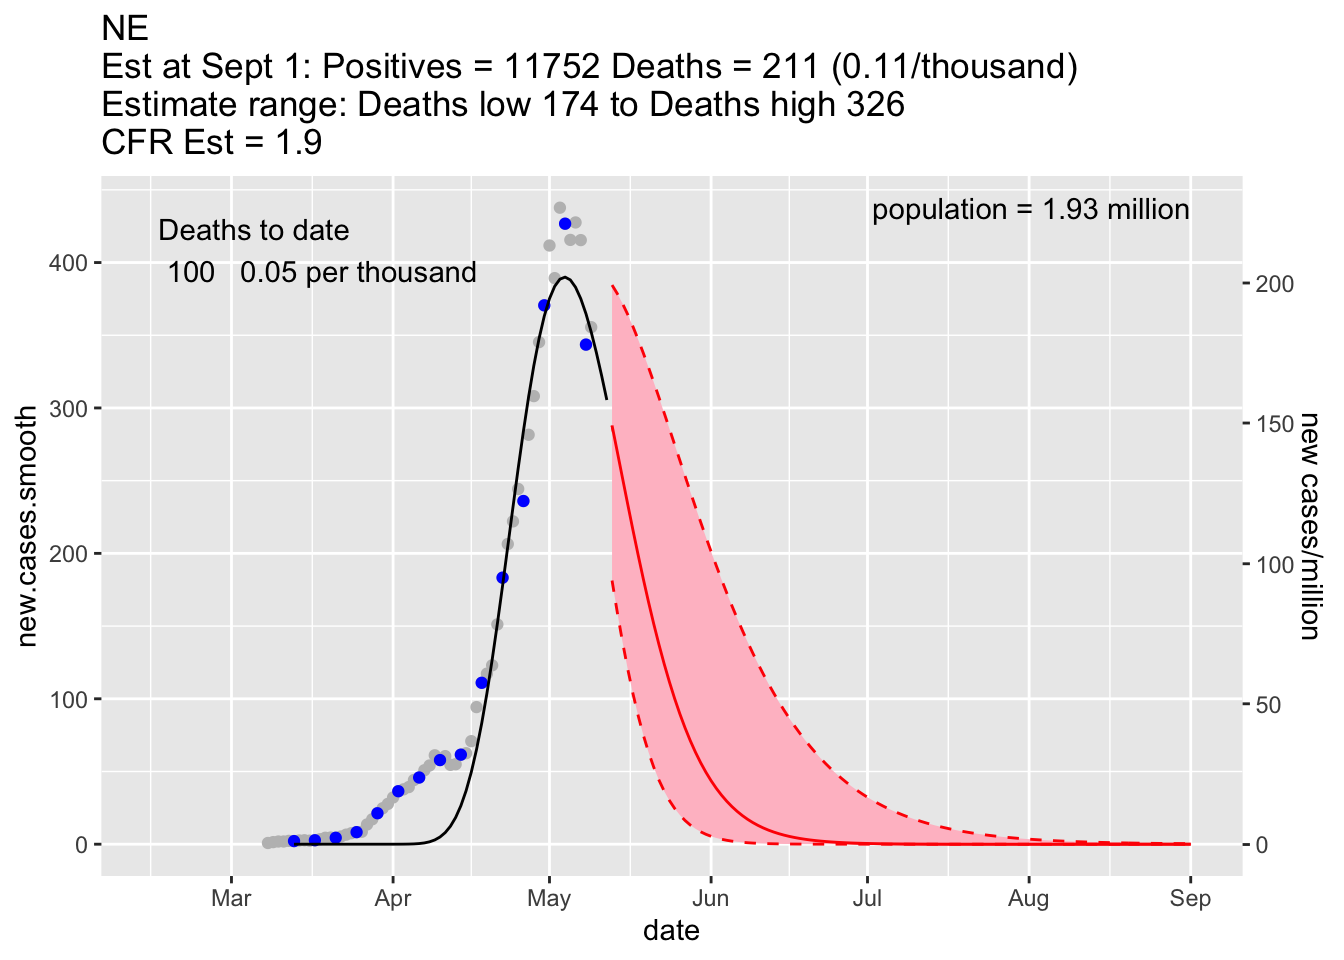 NE
Est at Sept 1: Positives = 11752 Deaths = 211 (0.11/thousand)
Estimate range: Deaths low 174 to Deaths high 326
CFR Est = 1.9
population = 1.93 million
Deaths to date
100 0.05 per thousand
400
300
200
100
0
new.cases.smooth
200
150
100
50
0
new cases/million
Mar Apr May Jun Jul Aug Sep
date